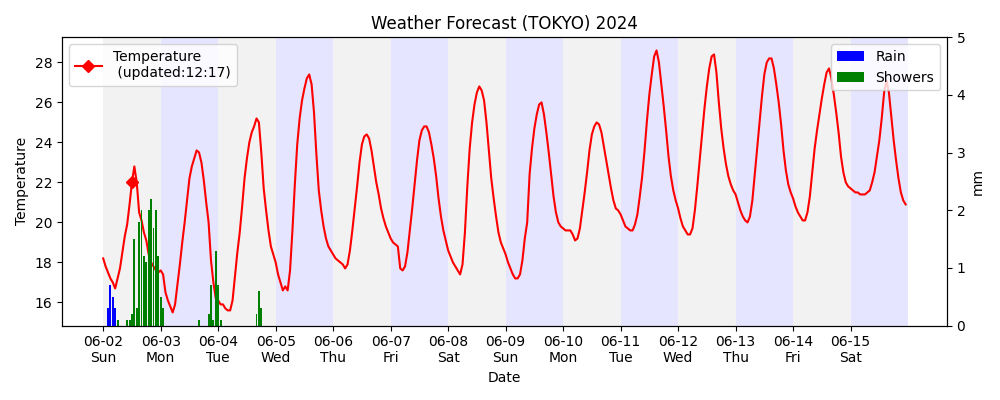 Weather Forecast (TOKYO) 2024
Temperature
(updated:12:17)
Rain
Showers
Temperature
28
26
24
22
20
18
16
5
4
3
2
1
0
mm
06-02 06-03 06-04 06-05 06-06 06-07 06-08 06-09 06-10 06-11 06-12 06-13 06-14 06-15
Sun Mon Tue Wed Thu Fri Sat Sun Mon Tue Wed Thu Fri Sat
Date